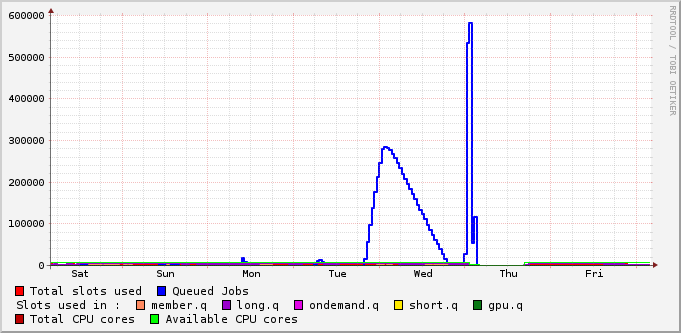 600000
500000
400000
300000
200000
100000
0
Sat Sun Mon Tue Wed Thu Fri
RRDTOOL / TOBI OETIKER
Total slots used Queued Jobs
Slots used in : member.q long.q ondemand.q short.q gpu.q
Total CPU cores Available CPU cores